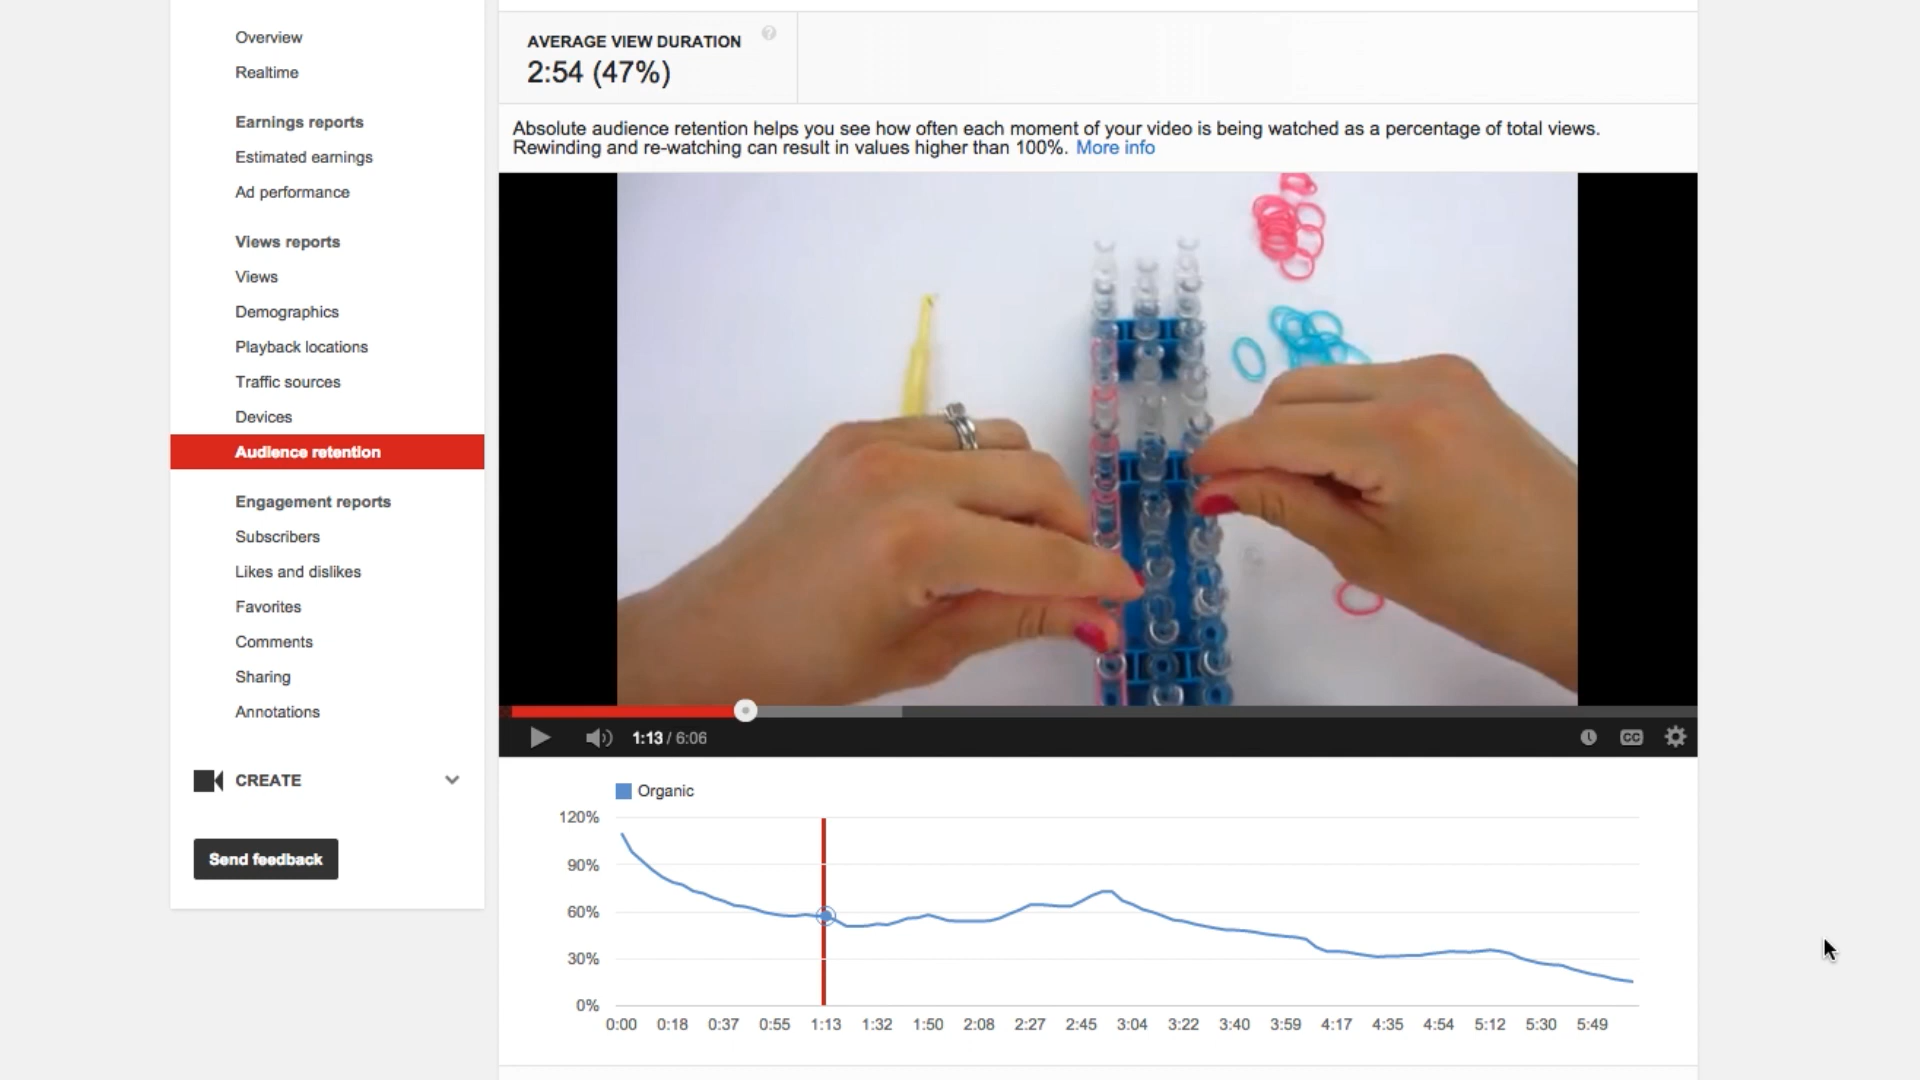 Overview
Realtime
Earnings reports
Estimated earnings
Ad performance
Views reports
Views
Demographics
Playback locations
Traffic sources
Devices
Audience retention
Engagement reports
Subscribers
Likes and dislikes
Favorites
Comments
Sharing
Annotations
CREATE
Send feedback
AVERAGE VIEW DURATION ?
2:54 (47%)
Absolute audience retention helps you see how often each moment of your video is being watched as a percentage of total views.
Rewinding and re-watching can result in values higher than 100%. More info
1:13 / 6:06 CC
Organic
120%
90%
60%
30%
0%
0:00 0:18 0:37 0:55 1:13 1:32 1:50 2:08 2:27 2:45 3:04 3:22 3:40 3:59 4:17 4:35 4:54 5:12 5:30 5:49